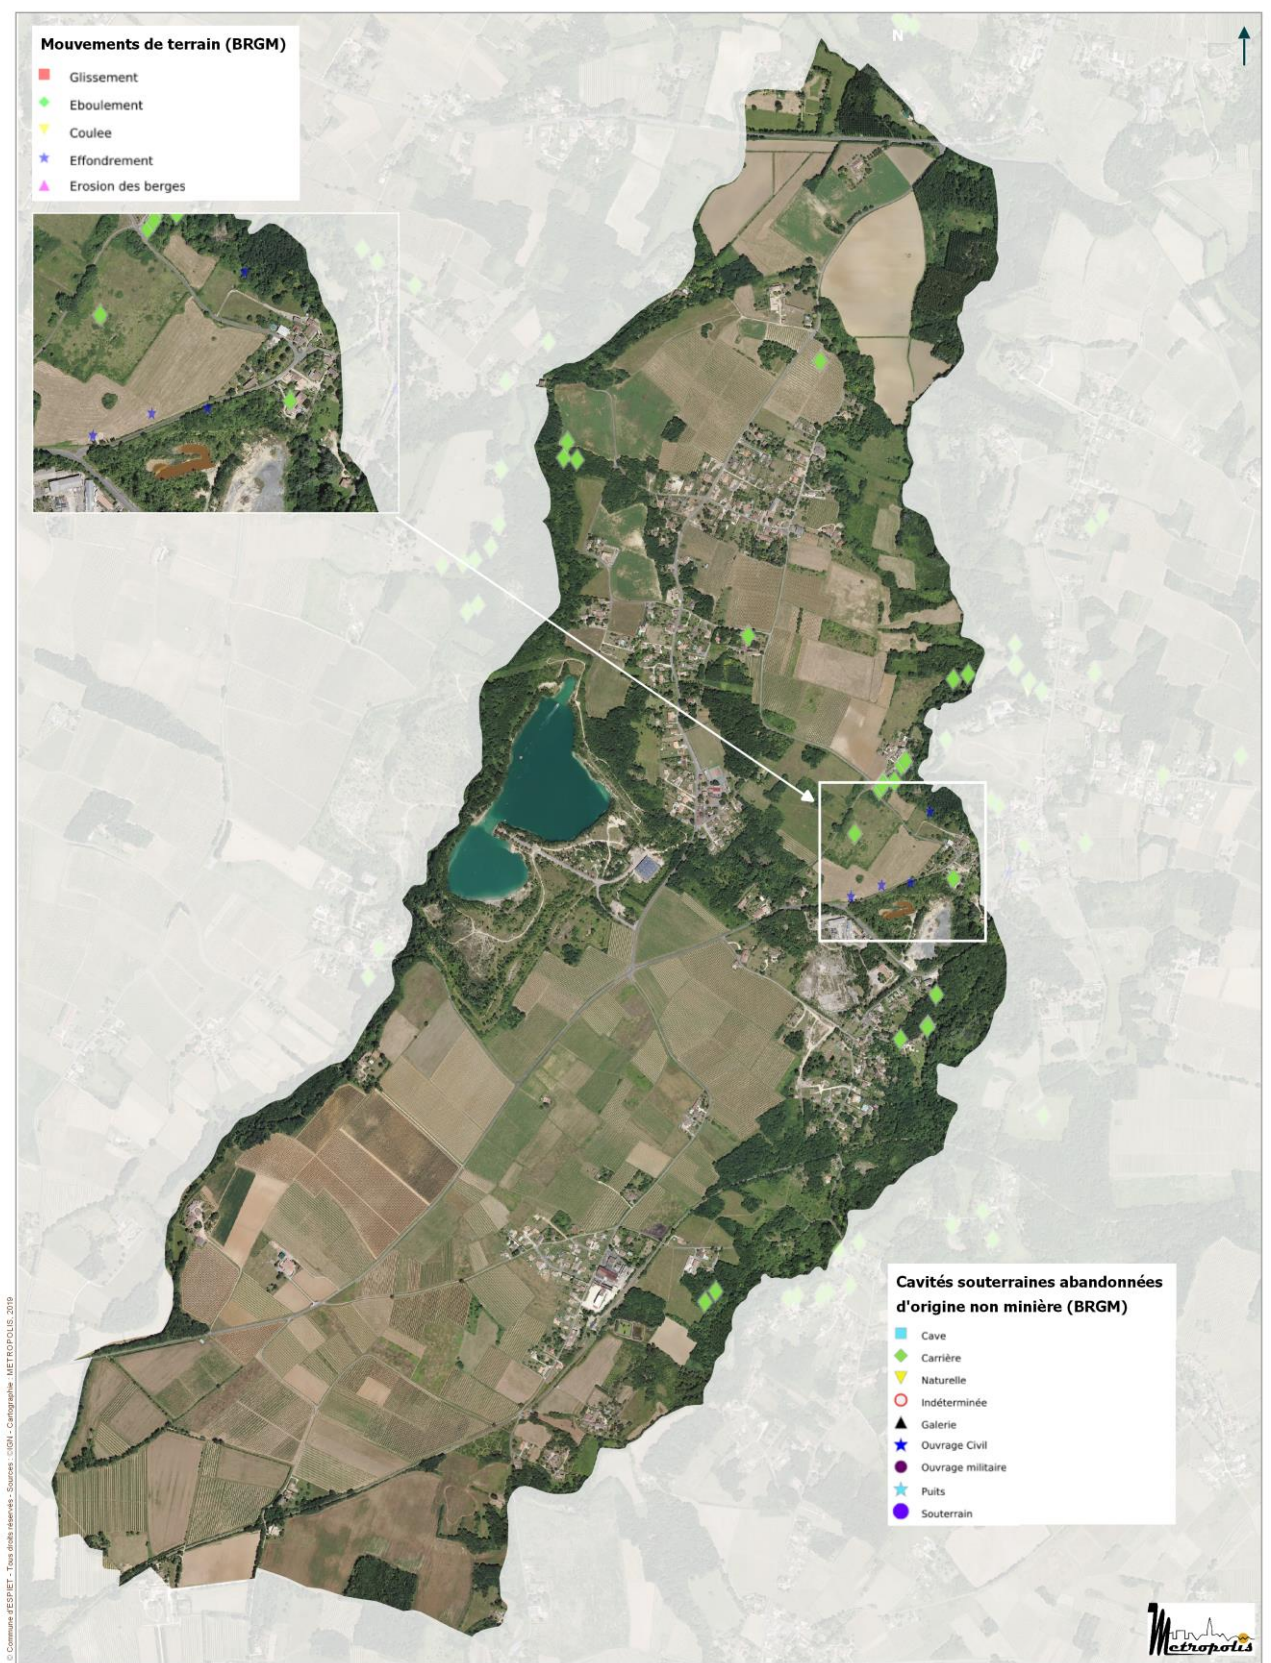 N
Mouvements de terrain (BRGM)
Glissement
Eboulement
Coulee
Effondrement
Erosion des berges
Cavités souterraines abandonnées
d'origine non minière (BRGM)
Cave
Carrière
Naturelle
Indéterminée
Galerie
Ouvrage Civil
Ouvrage militaire
Puits
Souterrain
© Commune d'ESPIET - Tous droits réservés - Sources : ©IGN - Cartographie : METROPOLIS, 2019
Metropolis